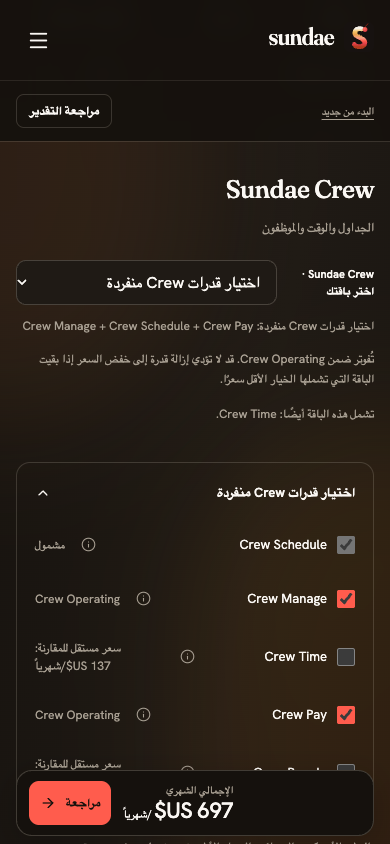 sundae
مراجعة التقدير
البدء من جديد
Sundae Crew
الجداول والوقت والموظفون
Sundae Crew ·
اختر باقتك
اختيار قدرات Crew منفردة
اختيار قدرات Crew منفردة: Crew Manage + Crew Schedule + Crew Pay
تُفوتر ضمن Crew Operating. قد لا تؤدي إزالة قدرة إلى خفض السعر إذا بقيت
الباقة التي تشملها الخيار الأقل سعرًا.
تشمل هذه الباقة أيضًا: Crew Time.
اختيار قدرات Crew منفردة
Crew Schedule
مشمول
Crew Manage
Crew Operating
Crew Time
سعر مستقل للمقارنة:
US$ 137/شهرياً
Crew Pay
Crew Operating
سعر مستقل للمقارنة:
الإجمالي الشهري
US$ 697 /شهرياً
مراجعة